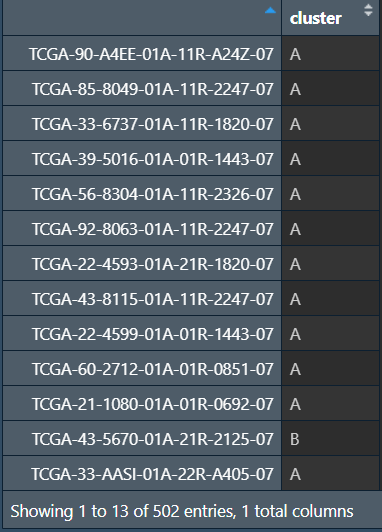 cluster
TCGA-90-A4EE-01A-11R-A24Z-07 A
TCGA-85-8049-01A-11R-2247-07 A
TCGA-33-6737-01A-11R-1820-07 A
TCGA-39-5016-01A-01R-1443-07 A
TCGA-56-8304-01A-11R-2326-07 A
TCGA-92-8063-01A-11R-2247-07 A
TCGA-22-4593-01A-21R-1820-07 A
TCGA-43-8115-01A-11R-2247-07 A
TCGA-22-4599-01A-01R-1443-07 A
TCGA-60-2712-01A-01R-0851-07 A
TCGA-21-1080-01A-01R-0692-07 A
TCGA-43-5670-01A-21R-2125-07 B
TCGA-33-AASI-01A-22R-A405-07 A
Showing 1 to 13 of 502 entries, 1 total columns